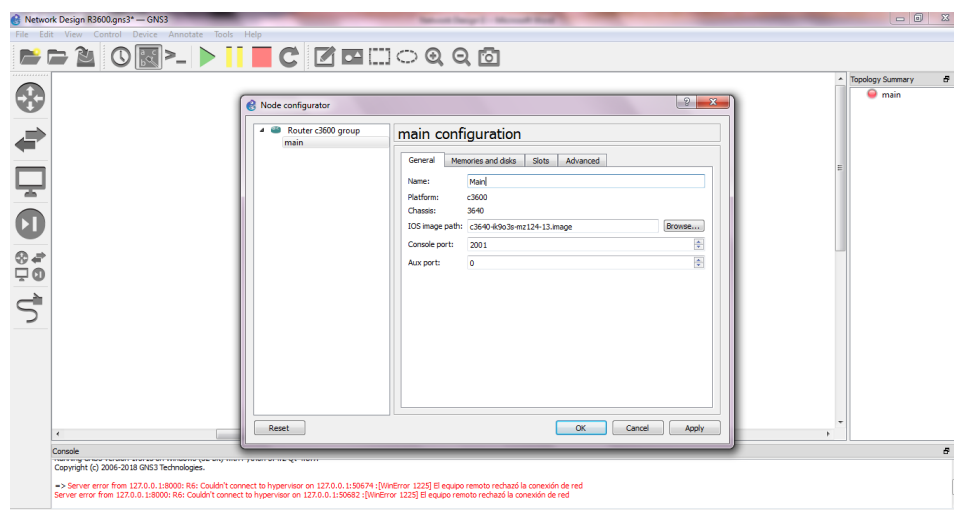 Network Design R3600.gns3* — GNS3
File Edit View Control Device Annotate Tools Help
Topology Summary
main
Node configurator
Router c3600 group
main
main configuration
General Memories and disks Slots Advanced
Name: Main
Platform: c3600
Chassis: 3640
IOS image path: c3640-ik9o3s-mz124-13.image Browse...
Console port: 2001
Aux port: 0
Reset OK Cancel Apply
Console
Copyright (c) 2006-2018 GNS3 Technologies.
=> Server error from 127.0.0.1:8000: R6: Couldn't connect to hypervisor on 127.0.0.1:50674 :[WinError 1225] El equipo remoto rechazó la conexión de red
Server error from 127.0.0.1:8000: R6: Couldn't connect to hypervisor on 127.0.0.1:50682 :[WinError 1225] El equipo remoto rechazó la conexión de red